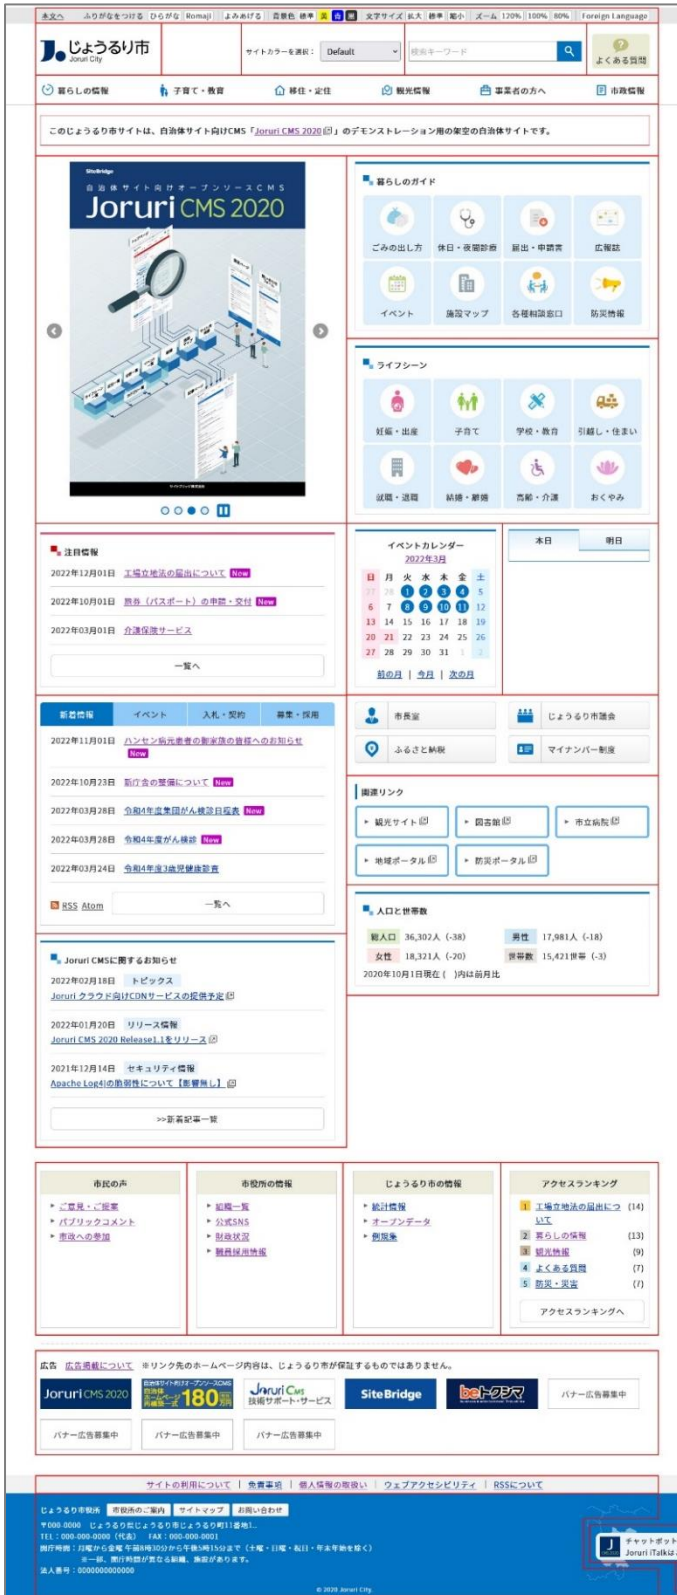 本文へ ふりがなをつける ひらがな Romaji よみあげる 背景色 標準 黄 青 黒 文字サイズ 拡大 標準 縮小 ズーム 120% 100% 80% Foreign Language
じょうるり市
Joruri City
サイトカラーを選択： Default
検索キーワード
よくある質問
暮らしの情報 子育て・教育 移住・定住 観光情報 事業者の方へ 市政情報
このじょうるり市サイトは、自治体サイト向けCMS「Joruri CMS 2020」のデモンストレーション用の架空の自治体サイトです。
SiteBridge
自治体サイト向けオープンソースCMS
Joruri CMS 2020
暮らしのガイド
ごみの出し方 休日・夜間診療 届出・申請書 広報誌
イベント 施設マップ 各種相談窓口 防災情報
ライフシーン
妊娠・出産 子育て 学校・教育 引越し・住まい
就職・退職 結婚・離婚 高齢・介護 おくやみ
注目情報
2022年12月01日 工場立地法の届出について New
2022年10月01日 旅券（パスポート）の申請・交付 New
2022年03月01日 介護保険サービス
一覧へ
イベントカレンダー
2022年3月
日 月 火 水 木 金 土
27 28 1 2 3 4 5
6 7 8 9 10 11 12
13 14 15 16 17 18 19
20 21 22 23 24 25 26
27 28 29 30 31 1 2
前の月 | 今月 | 次の月
本日 明日
新着情報 イベント 入札・契約 募集・採用
2022年11月01日 ハンセン病元患者の御家族の皆様へのお知らせ
New
2022年10月23日 新庁舎の整備について New
2022年03月28日 令和4年度集団がん検診日程表 New
2022年03月28日 令和4年度がん検診 New
2022年03月24日 令和4年度3歳児健康診査
RSS Atom 一覧へ
市長室 じょうるり市議会
ふるさと納税 マイナンバー制度
関連リンク
観光サイト 図書館 市立病院
地域ポータル 防災ポータル
人口と世帯数
総人口 36,302人 (-38) 男性 17,981人 (-18)
女性 18,321人 (-20) 世帯数 15,421世帯 (-3)
2020年10月1日現在 ( )内は前月比
Joruri CMSに関するお知らせ
2022年02月18日 トピックス
Joruri クラウド向けCDNサービスの提供予定
2022年01月20日 リリース情報
Joruri CMS 2020 Release1.1をリリース
2021年12月14日 セキュリティ情報
Apache Log4jの脆弱性について【影響無し】
>>新着記事一覧
市民の声
ご意見・ご提案
パブリックコメント
市政への参加
市役所の情報
組織一覧
公式SNS
財政状況
職員採用情報
じょうるり市の情報
統計情報
オープンデータ
例規集
アクセスランキング
1 工場立地法の届出につ (14)
いて
2 暮らしの情報 (13)
3 観光情報 (9)
4 よくある質問 (7)
5 防災・災害 (7)
アクセスランキングへ
広告 広告掲載について ※リンク先のホームページ内容は、じょうるり市が保証するものではありません。
Joruri CMS 2020
自治体サイト向けオープンソースCMS
自治体ホームページ再構築一式 180万円
Joruri CMS
技術サポート・サービス
SiteBridge
beトクシマ
バナー広告募集中
バナー広告募集中 バナー広告募集中 バナー広告募集中
サイトの利用について | 免責事項 | 個人情報の取扱い | ウェブアクセシビリティ | RSSについて
じょうるり市役所 市役所のご案内 サイトマップ お問い合わせ
〒000-0000 じょうるり県じょうるり市じょうるり町11番地1...
TEL：000-000-0000（代表） FAX：000-000-0001
開庁時間：月曜から金曜 午前8時30分から午後5時15分まで（土曜・日曜・祝日・年末年始を除く）
※一部、開庁時間が異なる組織、施設があります。
法人番号：0000000000000
© 2020 Joruri City.
チャットボット
Joruri iTalkは